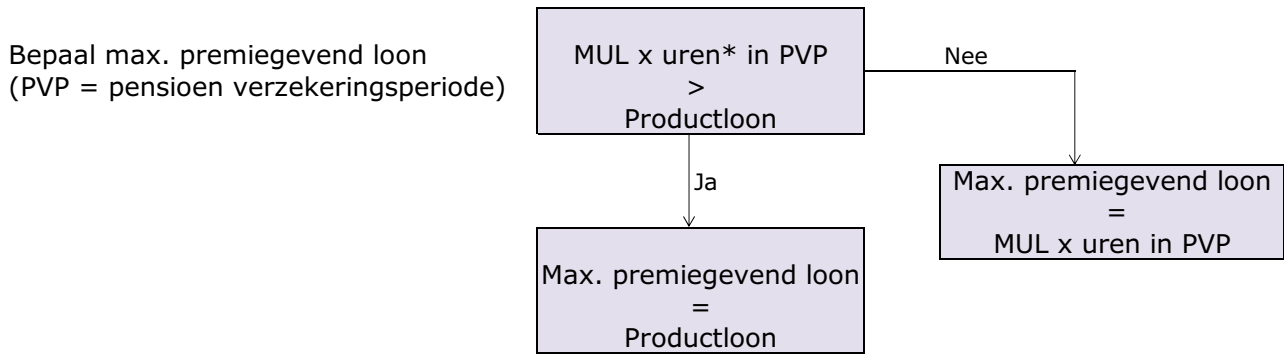 Bepaal max. premiegevend loon
(PVP = pensioen verzekeringsperiode)
MUL x uren* in PVP
>
Productloon
Nee
Ja
Max. premiegevend loon
=
MUL x uren in PVP
Max. premiegevend loon
=
Productloon